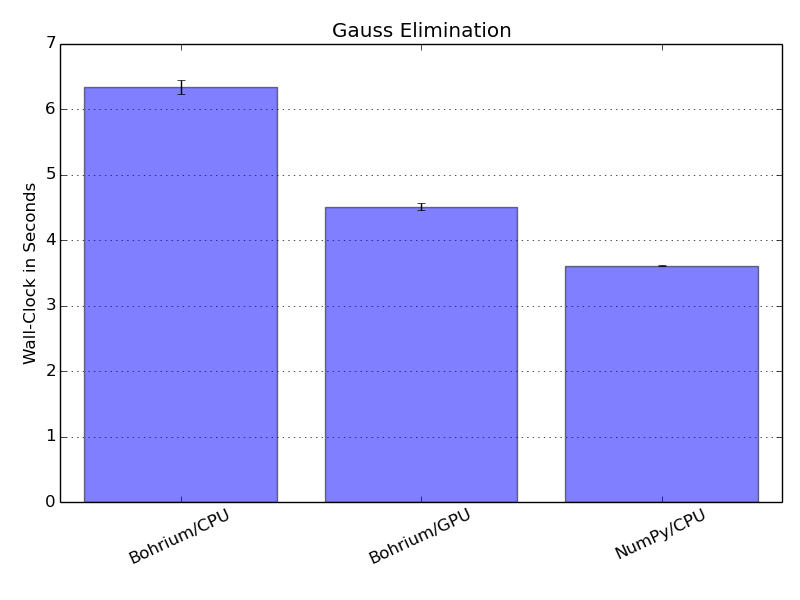 Gauss Elimination
Wall-Clock in Seconds
7
6
5
4
3
2
1
0
Bohrium/CPU
Bohrium/GPU
NumPy/CPU